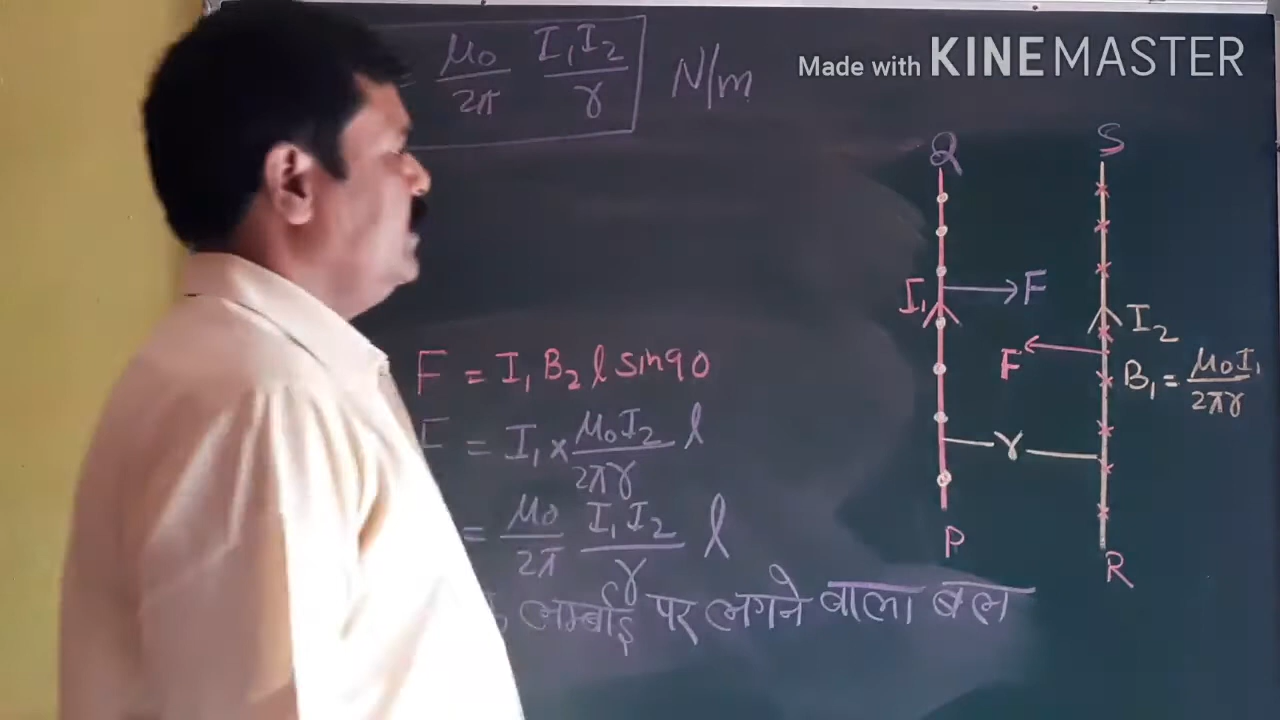 = μ₀/2π I₁I₂/r N/m
Made with KINEMASTER
Q S
I₁ F
I₂
F
B₁ = μ₀I₁/2πr
r
P
R
F = I₁ B₂ l sin90
F = I₁ × μ₀I₂/2πr l
= μ₀/2π I₁I₂/r l
लम्बाई पर लगने वाला बल